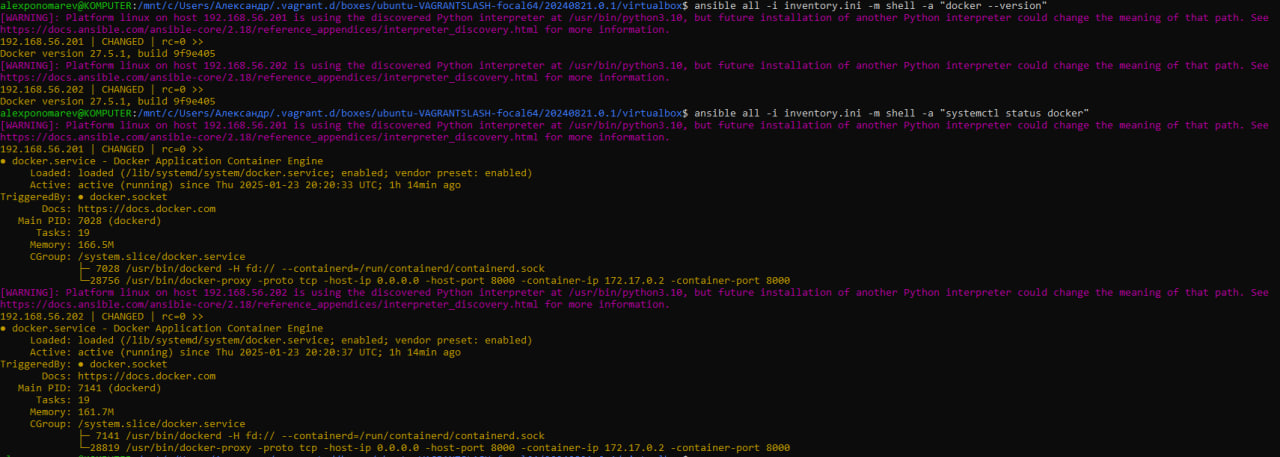 alexponomarev@KOMPUTER:/mnt/c/Users/Александр/.vagrant.d/boxes/ubuntu-VAGRANTSLASH-focal64/20240821.0.1/virtualbox$ ansible all -i inventory.ini -m shell -a "docker --version"
[WARNING]: Platform linux on host 192.168.56.201 is using the discovered Python interpreter at /usr/bin/python3.10, but future installation of another Python interpreter could change the meaning of that path. See
https://docs.ansible.com/ansible-core/2.18/reference_appendices/interpreter_discovery.html for more information.
192.168.56.201 | CHANGED | rc=0 >>
Docker version 27.5.1, build 9f9e405
[WARNING]: Platform linux on host 192.168.56.202 is using the discovered Python interpreter at /usr/bin/python3.10, but future installation of another Python interpreter could change the meaning of that path. See
https://docs.ansible.com/ansible-core/2.18/reference_appendices/interpreter_discovery.html for more information.
192.168.56.202 | CHANGED | rc=0 >>
Docker version 27.5.1, build 9f9e405
alexponomarev@KOMPUTER:/mnt/c/Users/Александр/.vagrant.d/boxes/ubuntu-VAGRANTSLASH-focal64/20240821.0.1/virtualbox$ ansible all -i inventory.ini -m shell -a "systemctl status docker"
[WARNING]: Platform linux on host 192.168.56.201 is using the discovered Python interpreter at /usr/bin/python3.10, but future installation of another Python interpreter could change the meaning of that path. See
https://docs.ansible.com/ansible-core/2.18/reference_appendices/interpreter_discovery.html for more information.
192.168.56.201 | CHANGED | rc=0 >>
● docker.service - Docker Application Container Engine
     Loaded: loaded (/lib/systemd/system/docker.service; enabled; vendor preset: enabled)
     Active: active (running) since Thu 2025-01-23 20:20:33 UTC; 1h 14min ago
TriggeredBy: ● docker.socket
       Docs: https://docs.docker.com
   Main PID: 7028 (dockerd)
      Tasks: 19
     Memory: 166.5M
     CGroup: /system.slice/docker.service
             ├─ 7028 /usr/bin/dockerd -H fd:// --containerd=/run/containerd/containerd.sock
             └─28756 /usr/bin/docker-proxy -proto tcp -host-ip 0.0.0.0 -host-port 8000 -container-ip 172.17.0.2 -container-port 8000
[WARNING]: Platform linux on host 192.168.56.202 is using the discovered Python interpreter at /usr/bin/python3.10, but future installation of another Python interpreter could change the meaning of that path. See
https://docs.ansible.com/ansible-core/2.18/reference_appendices/interpreter_discovery.html for more information.
192.168.56.202 | CHANGED | rc=0 >>
● docker.service - Docker Application Container Engine
     Loaded: loaded (/lib/systemd/system/docker.service; enabled; vendor preset: enabled)
     Active: active (running) since Thu 2025-01-23 20:20:37 UTC; 1h 14min ago
TriggeredBy: ● docker.socket
       Docs: https://docs.docker.com
   Main PID: 7141 (dockerd)
      Tasks: 19
     Memory: 161.7M
     CGroup: /system.slice/docker.service
             ├─ 7141 /usr/bin/dockerd -H fd:// --containerd=/run/containerd/containerd.sock
             └─28819 /usr/bin/docker-proxy -proto tcp -host-ip 0.0.0.0 -host-port 8000 -container-ip 172.17.0.2 -container-port 8000